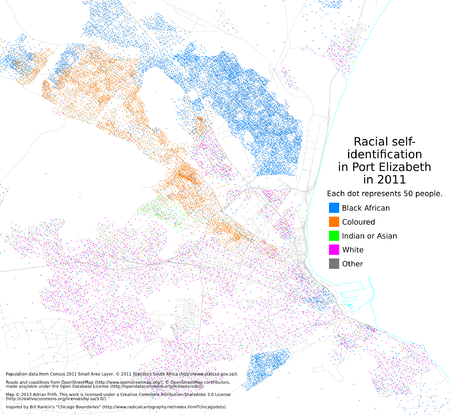 Racial self-
identification
in Port Elizabeth
in 2011
Each dot represents 50 people.
Black African
Coloured
Indian or Asian
White
Other
Population data from Census 2011 Small Area Layer, © 2011 Statistics South Africa (http://www.statssa.gov.za/).
Roads and coastlines from OpenStreetMap (http://www.openstreetmap.org/), © OpenStreetMap contributors,
made available under the Open Database License (http://opendatacommons.org/licenses/odbl/).
Map © 2013 Adrian Frith. This work is licensed under a Creative Commons Attribution-ShareAlike 3.0 License
(http://creativecommons.org/licenses/by-sa/3.0/).
Inspired by Bill Rankin's "Chicago Boundaries" (http://www.radicalcartography.net/index.html?chicagodots).